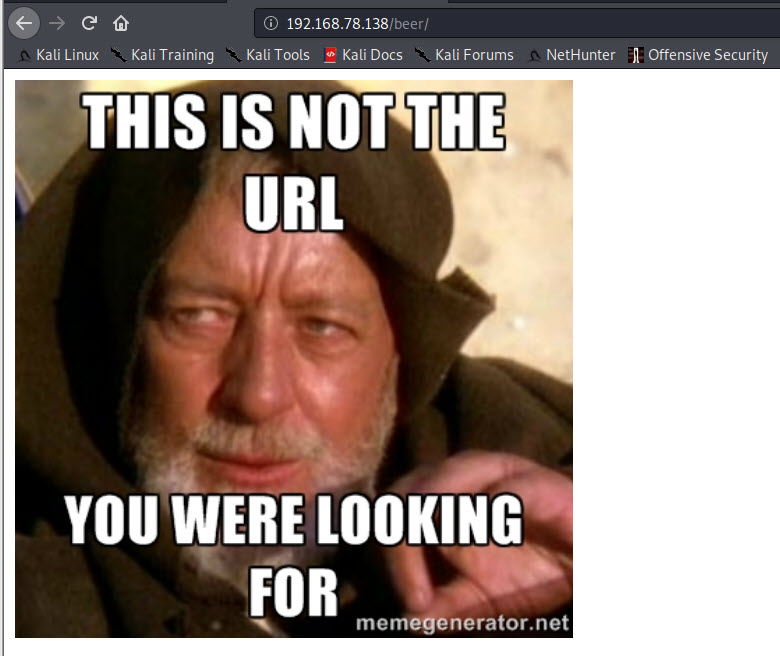 192.168.78.138/beer/
Kali Linux Kali Training Kali Tools Kali Docs Kali Forums NetHunter Offensive Security
THIS IS NOT THE
URL
YOU WERE LOOKING
FOR
memegenerator.net